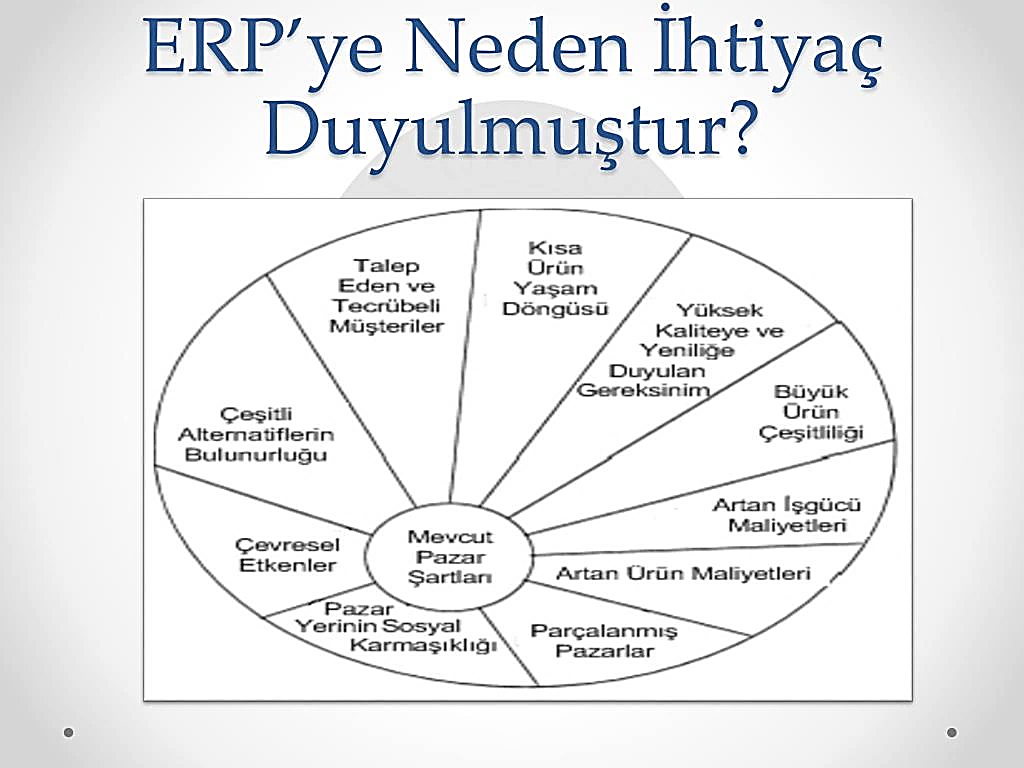 ERP’ye Neden İhtiyaç
Duyulmuştur?
Talep
Eden ve
Tecrübeli
Müşteriler
Kısa
Ürün
Yaşam
Döngüsü
Yüksek
Kaliteye ve
Yeniliğe
Duyulan
Gereksinim
Büyük
Ürün
Çeşitliliği
Artan İşgücü
Maliyetleri
Artan Ürün Maliyetleri
Parçalanmış
Pazarlar
Pazar
Yerinin Sosyal
Karmaşıklığı
Çevresel
Etkenler
Çeşitli
Alternatiflerin
Bulunurluğu
Mevcut
Pazar
Şartları